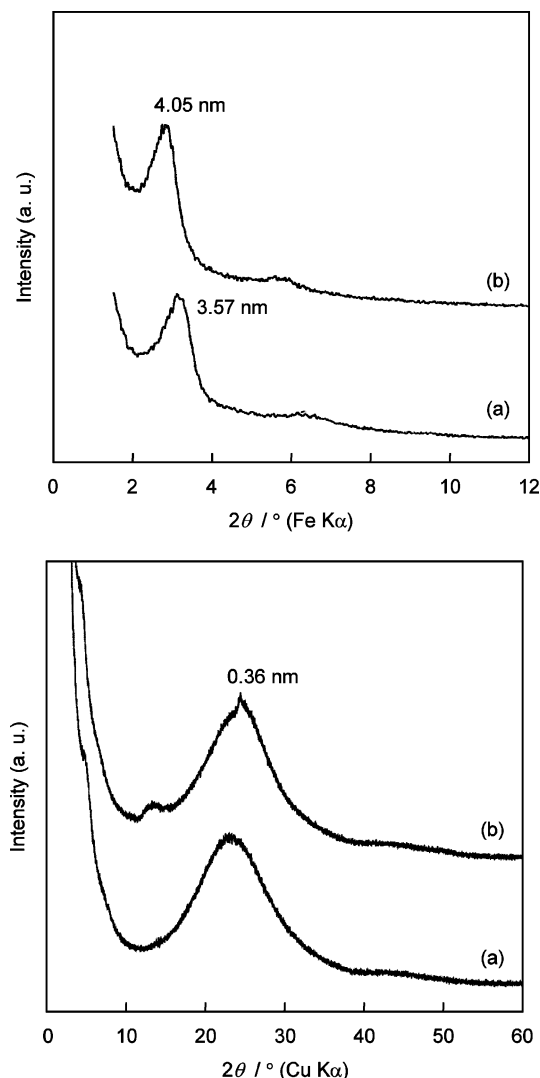 4.05 nm
(b)
3.57 nm
(a)
Intensity (a. u.)
0 2 4 6 8 10 12
2θ / ° (Fe Kα)
0.36 nm
(b)
(a)
Intensity (a. u.)
0 10 20 30 40 50 60
2θ / ° (Cu Kα)